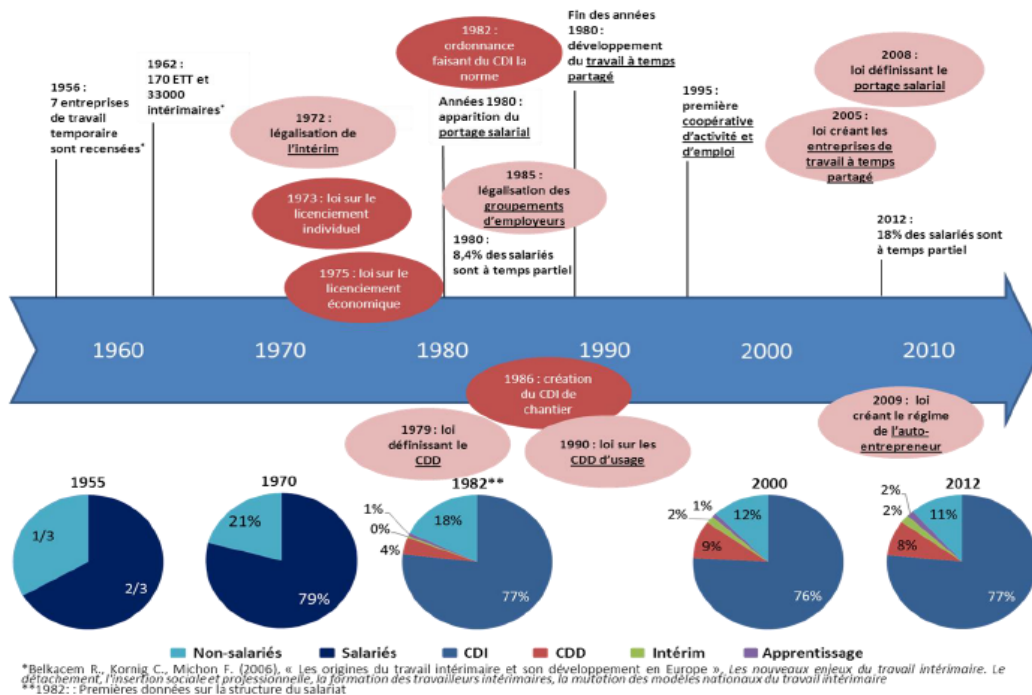 1956 :
7 entreprises
de travail
temporaire
sont recensées*
1962 :
170 ETT et
33000
intérimaires*
1972 :
légalisation de
l'intérim
1973 : loi sur le
licenciement
individuel
1975 : loi sur le
licenciement
économique
1982 :
ordonnance
faisant du CDI la
norme
Années 1980 :
apparition du
portage salarial
1985 :
légalisation des
groupements
d'employeurs
1980 :
8,4% des salariés
sont à temps partiel
Fin des années
1980 :
développement
du travail à temps
partagé
1995 :
première
coopérative
d'activité et
d'emploi
2008 :
loi définissant le
portage salarial
2005 : loi créant les
entreprises de
travail à temps
partagé
2012 :
18% des salariés sont
à temps partiel
1960 1970 1980 1990 2000 2010
1986 : création
du CDI de
chantier
1979 : loi
définissant le
CDD
1990 : loi sur les
CDD d'usage
2009 : loi
créant le régime
de l'auto-
entrepreneur
1955
1/3
2/3
1970
21%
79%
1982**
1%
0%
4%
18%
77%
2000
1%
2%
9%
12%
76%
2012
2%
2%
8%
11%
77%
Non-salariés Salariés CDI CDD Intérim Apprentissage
*Belkacem R., Kornig C., Michon F. (2006), « Les origines du travail intérimaire et son développement en Europe », Les nouveaux enjeux du travail intérimaire. Le
détachement, l'insertion sociale et professionnelle, la formation des travailleurs intérimaires, la mutation des modèles nationaux du travail intérimaire
**1982: : Premières données sur la structure du salariat